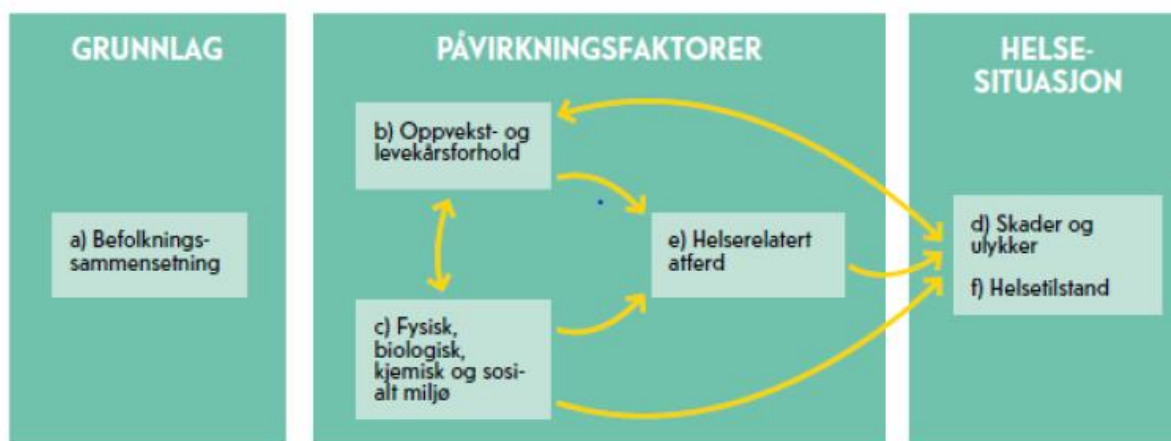 GRUNNLAG
a) Befolknings-
sammensetning
PÅVIRKNINGSFAKTORER
b) Oppvekst- og
levekårsforhold
e) Helserelatert
atferd
c) Fysisk,
biologisk,
kjemisk og sosi-
alt miljø
HELSE-
SITUASJON
d) Skader og
ulykker
f) Helsetilstand